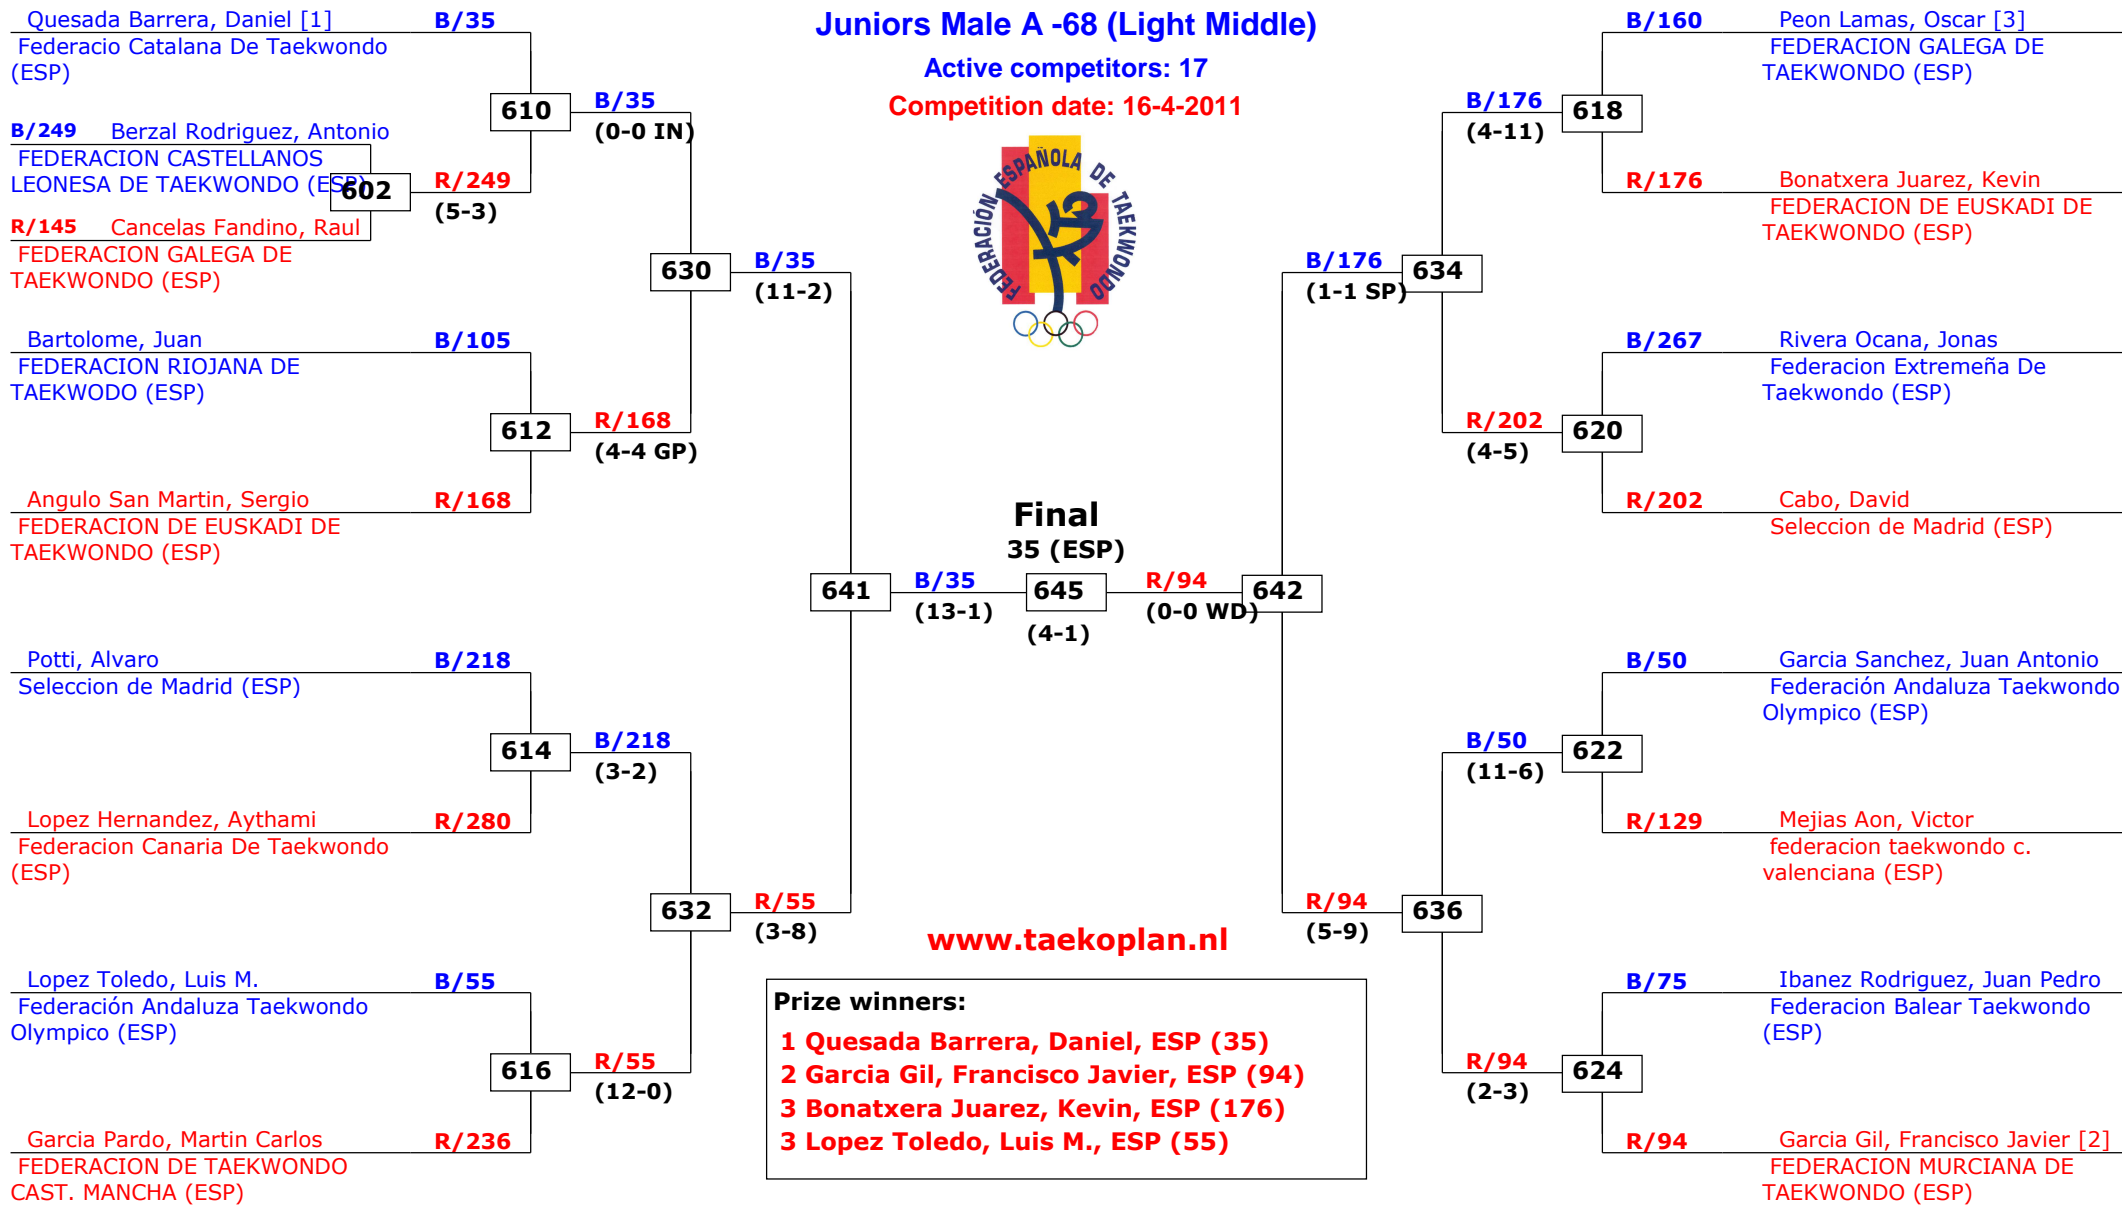 Juniors Male A -68 (Light Middle)
Active competitors: 17
Competition date: 16-4-2011
FEDERACIÓN ESPAÑOLA DE TAEKWONDO
Quesada Barrera, Daniel [1] B/35
Federacio Catalana De Taekwondo
(ESP)
B/249 Berzal Rodriguez, Antonio
FEDERACION CASTELLANOS
LEONESA DE TAEKWONDO (ESP)
R/145 Cancelas Fandino, Raul
FEDERACION GALEGA DE
TAEKWONDO (ESP)
602
R/249
(5-3)
610
B/35
(0-0 IN)
Bartolome, Juan B/105
FEDERACION RIOJANA DE
TAEKWODO (ESP)
Angulo San Martin, Sergio R/168
FEDERACION DE EUSKADI DE
TAEKWONDO (ESP)
612
R/168
(4-4 GP)
630
B/35
(11-2)
Potti, Alvaro B/218
Seleccion de Madrid (ESP)
Lopez Hernandez, Aythami R/280
Federacion Canaria De Taekwondo
(ESP)
614
B/218
(3-2)
Lopez Toledo, Luis M. B/55
Federación Andaluza Taekwondo
Olympico (ESP)
Garcia Pardo, Martin Carlos R/236
FEDERACION DE TAEKWONDO
CAST. MANCHA (ESP)
616
R/55
(12-0)
632
R/55
(3-8)
641
B/35
(13-1)
Final
35 (ESP)
645
(4-1)
R/94
(0-0 WD)
642
B/176
(1-1 SP)
634
B/176
(4-11)
618
B/160 Peon Lamas, Oscar [3]
FEDERACION GALEGA DE
TAEKWONDO (ESP)
R/176 Bonatxera Juarez, Kevin
FEDERACION DE EUSKADI DE
TAEKWONDO (ESP)
R/202
(4-5)
620
B/267 Rivera Ocana, Jonas
Federacion Extremeña De
Taekwondo (ESP)
R/202 Cabo, David
Seleccion de Madrid (ESP)
R/94
(5-9)
636
B/50
(11-6)
622
B/50 Garcia Sanchez, Juan Antonio
Federación Andaluza Taekwondo
Olympico (ESP)
R/129 Mejias Aon, Victor
federacion taekwondo c.
valenciana (ESP)
R/94
(2-3)
624
B/75 Ibanez Rodriguez, Juan Pedro
Federacion Balear Taekwondo
(ESP)
R/94 Garcia Gil, Francisco Javier [2]
FEDERACION MURCIANA DE
TAEKWONDO (ESP)
www.taekoplan.nl
Prize winners:
1 Quesada Barrera, Daniel, ESP (35)
2 Garcia Gil, Francisco Javier, ESP (94)
3 Bonatxera Juarez, Kevin, ESP (176)
3 Lopez Toledo, Luis M., ESP (55)